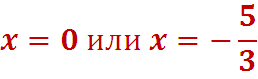 x = 0 или x = −5/3